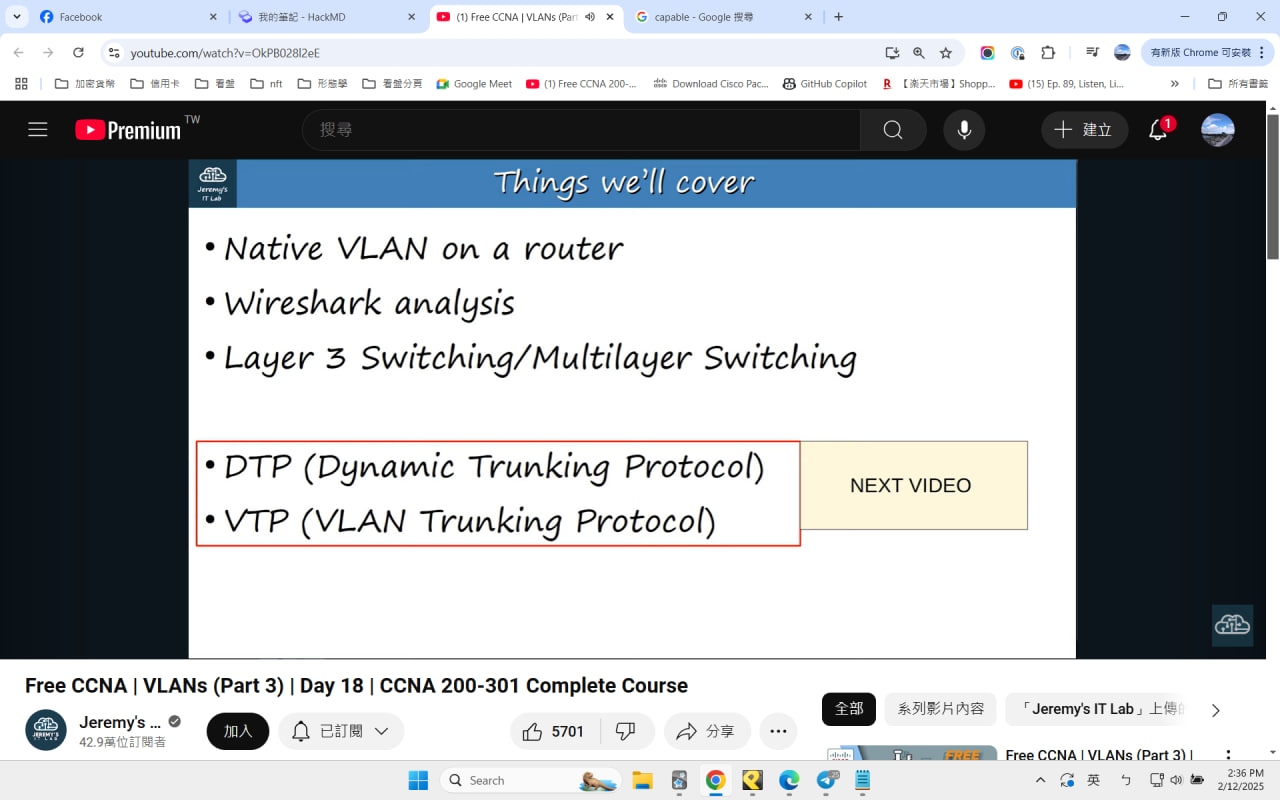 Facebook
我的筆記 - HackMD
(1) Free CCNA | VLANs (Part
capable - Google 搜尋
youtube.com/watch?v=OkPB028l2eE
有新版 Chrome 可安裝
加密貨幣
信用卡
看盤
nft
形態學
看盤分頁
Google Meet
(1) Free CCNA 200-...
Download Cisco Pac...
GitHub Copilot
【楽天市場】Shopp...
(15) Ep. 89, Listen, Li...
所有書籤
Premium TW
搜尋
建立
1
Jeremy's
IT Lab
Things we'll cover
• Native VLAN on a router
• Wireshark analysis
• Layer 3 Switching/Multilayer Switching
• DTP (Dynamic Trunking Protocol)
• VTP (VLAN Trunking Protocol)
NEXT VIDEO
Free CCNA | VLANs (Part 3) | Day 18 | CCNA 200-301 Complete Course
Jeremy's ...
42.9萬位訂閱者
加入
已訂閱
5701
分享
全部
系列影片內容
「Jeremy's IT Lab」上傳的
FREE
Free CCNA | VLANs (Part 3) |
Search
英
ㄅ
2:36 PM
2/12/2025